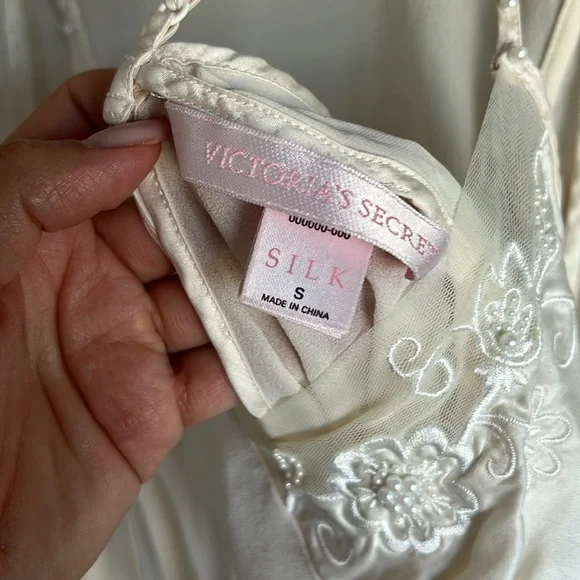 VICTORIA'S SECRET
000000-000
SILK
S
MADE IN CHINA